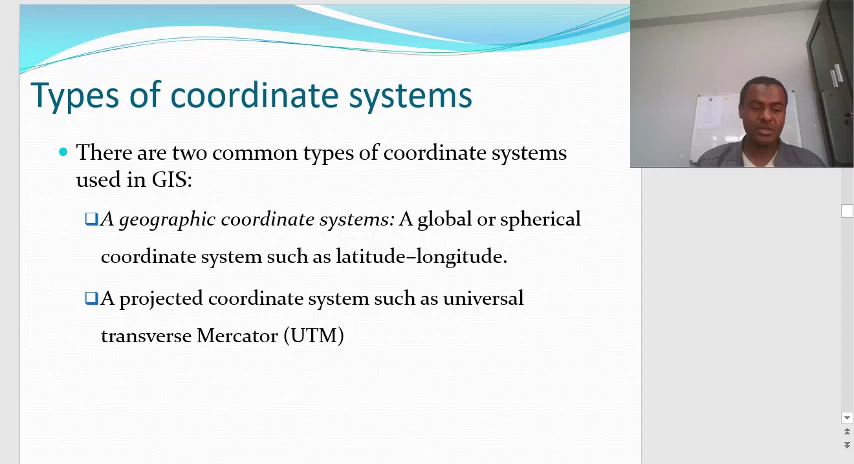 Types of coordinate systems
There are two common types of coordinate systems
used in GIS:
A geographic coordinate systems: A global or spherical
coordinate system such as latitude–longitude.
A projected coordinate system such as universal
transverse Mercator (UTM)